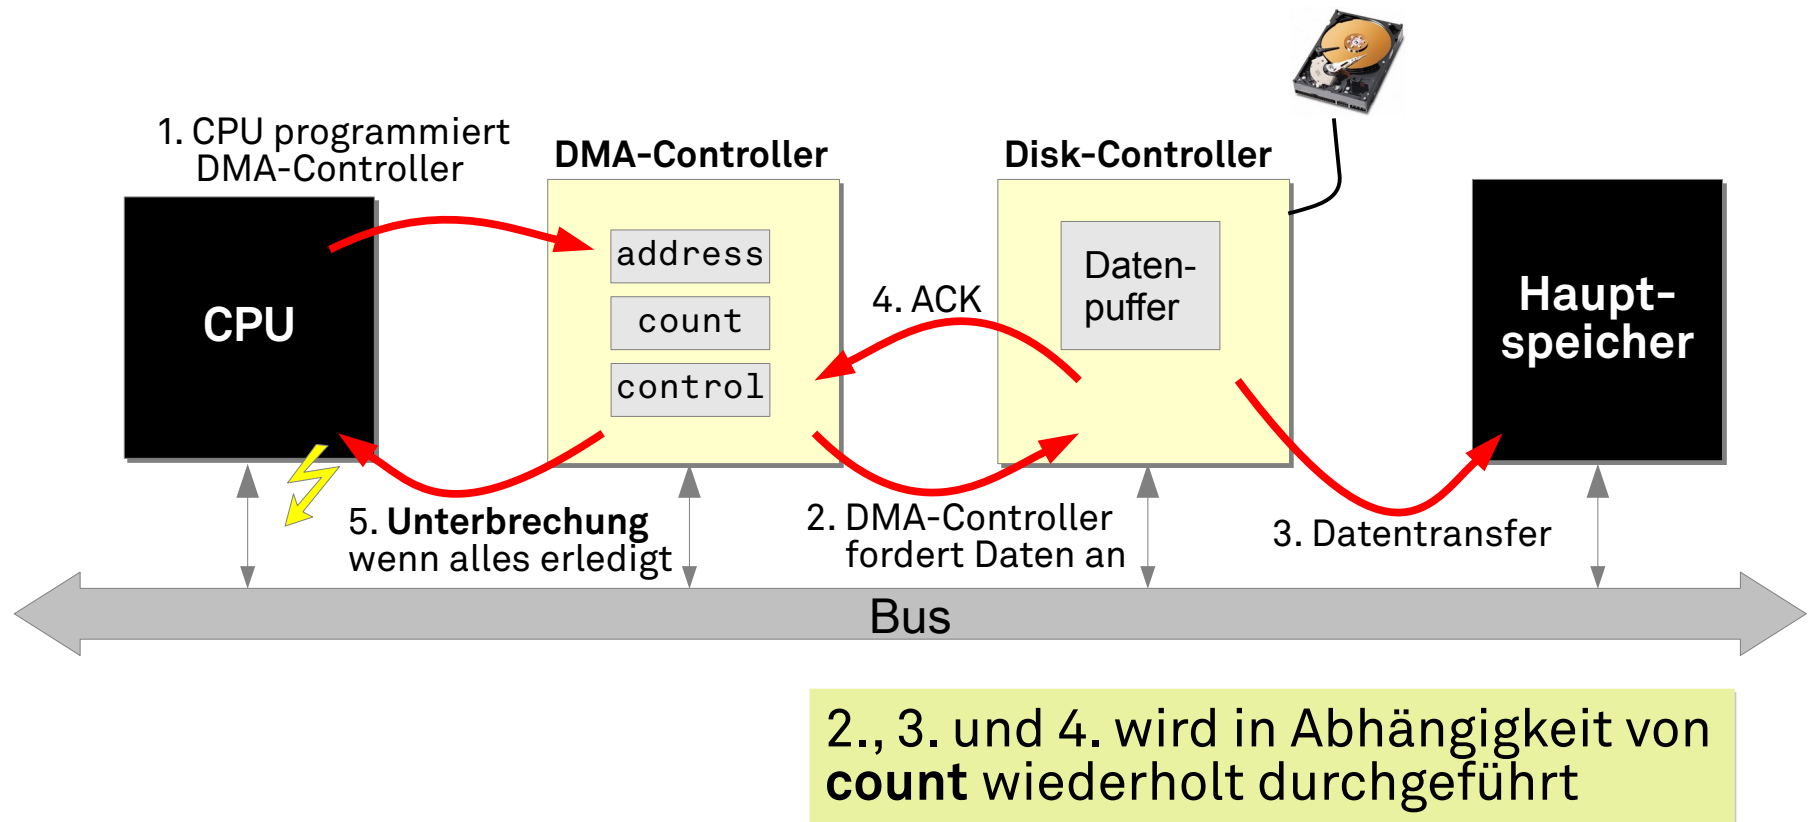 1. CPU programmiert
DMA-Controller
DMA-Controller
Disk-Controller
CPU
address
count
control
4. ACK
Daten-
puffer
Haupt-
speicher
5. Unterbrechung
wenn alles erledigt
2. DMA-Controller
fordert Daten an
3. Datentransfer
Bus
2., 3. und 4. wird in Abhängigkeit von
count wiederholt durchgeführt